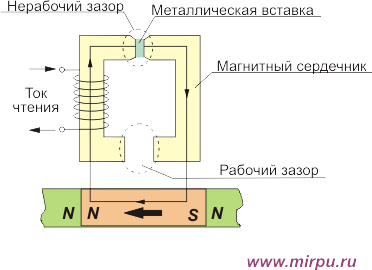 Нерабочий зазор
Металлическая вставка
Магнитный сердечник
Ток
чтения
Рабочий зазор
N N S N
www.mirpu.ru